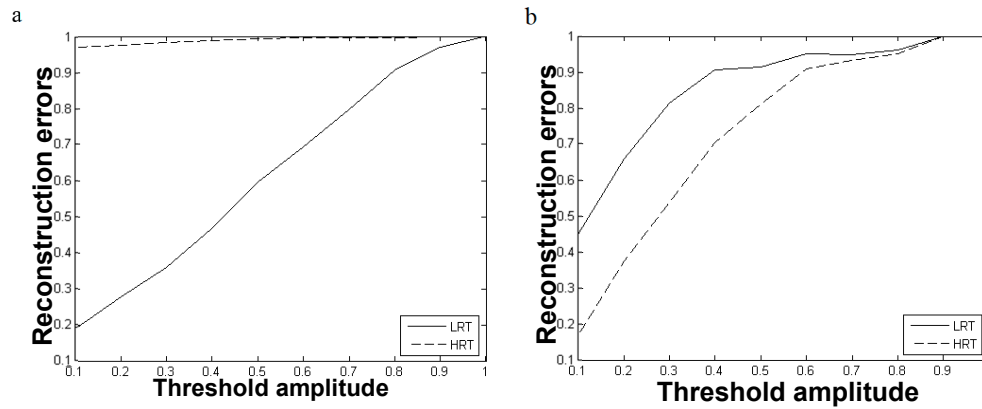 a
1
0.9
0.8
0.7
0.6
0.5
0.4
0.3
0.2
0.1
Reconstruction errors
0.1 0.2 0.3 0.4 0.5 0.6 0.7 0.8 0.9 1
Threshold amplitude
LRT
HRT
b
1
0.9
0.8
0.7
0.6
0.5
0.4
0.3
0.2
0.1
Reconstruction errors
0.1 0.2 0.3 0.4 0.5 0.6 0.7 0.8 0.9
Threshold amplitude
LRT
HRT